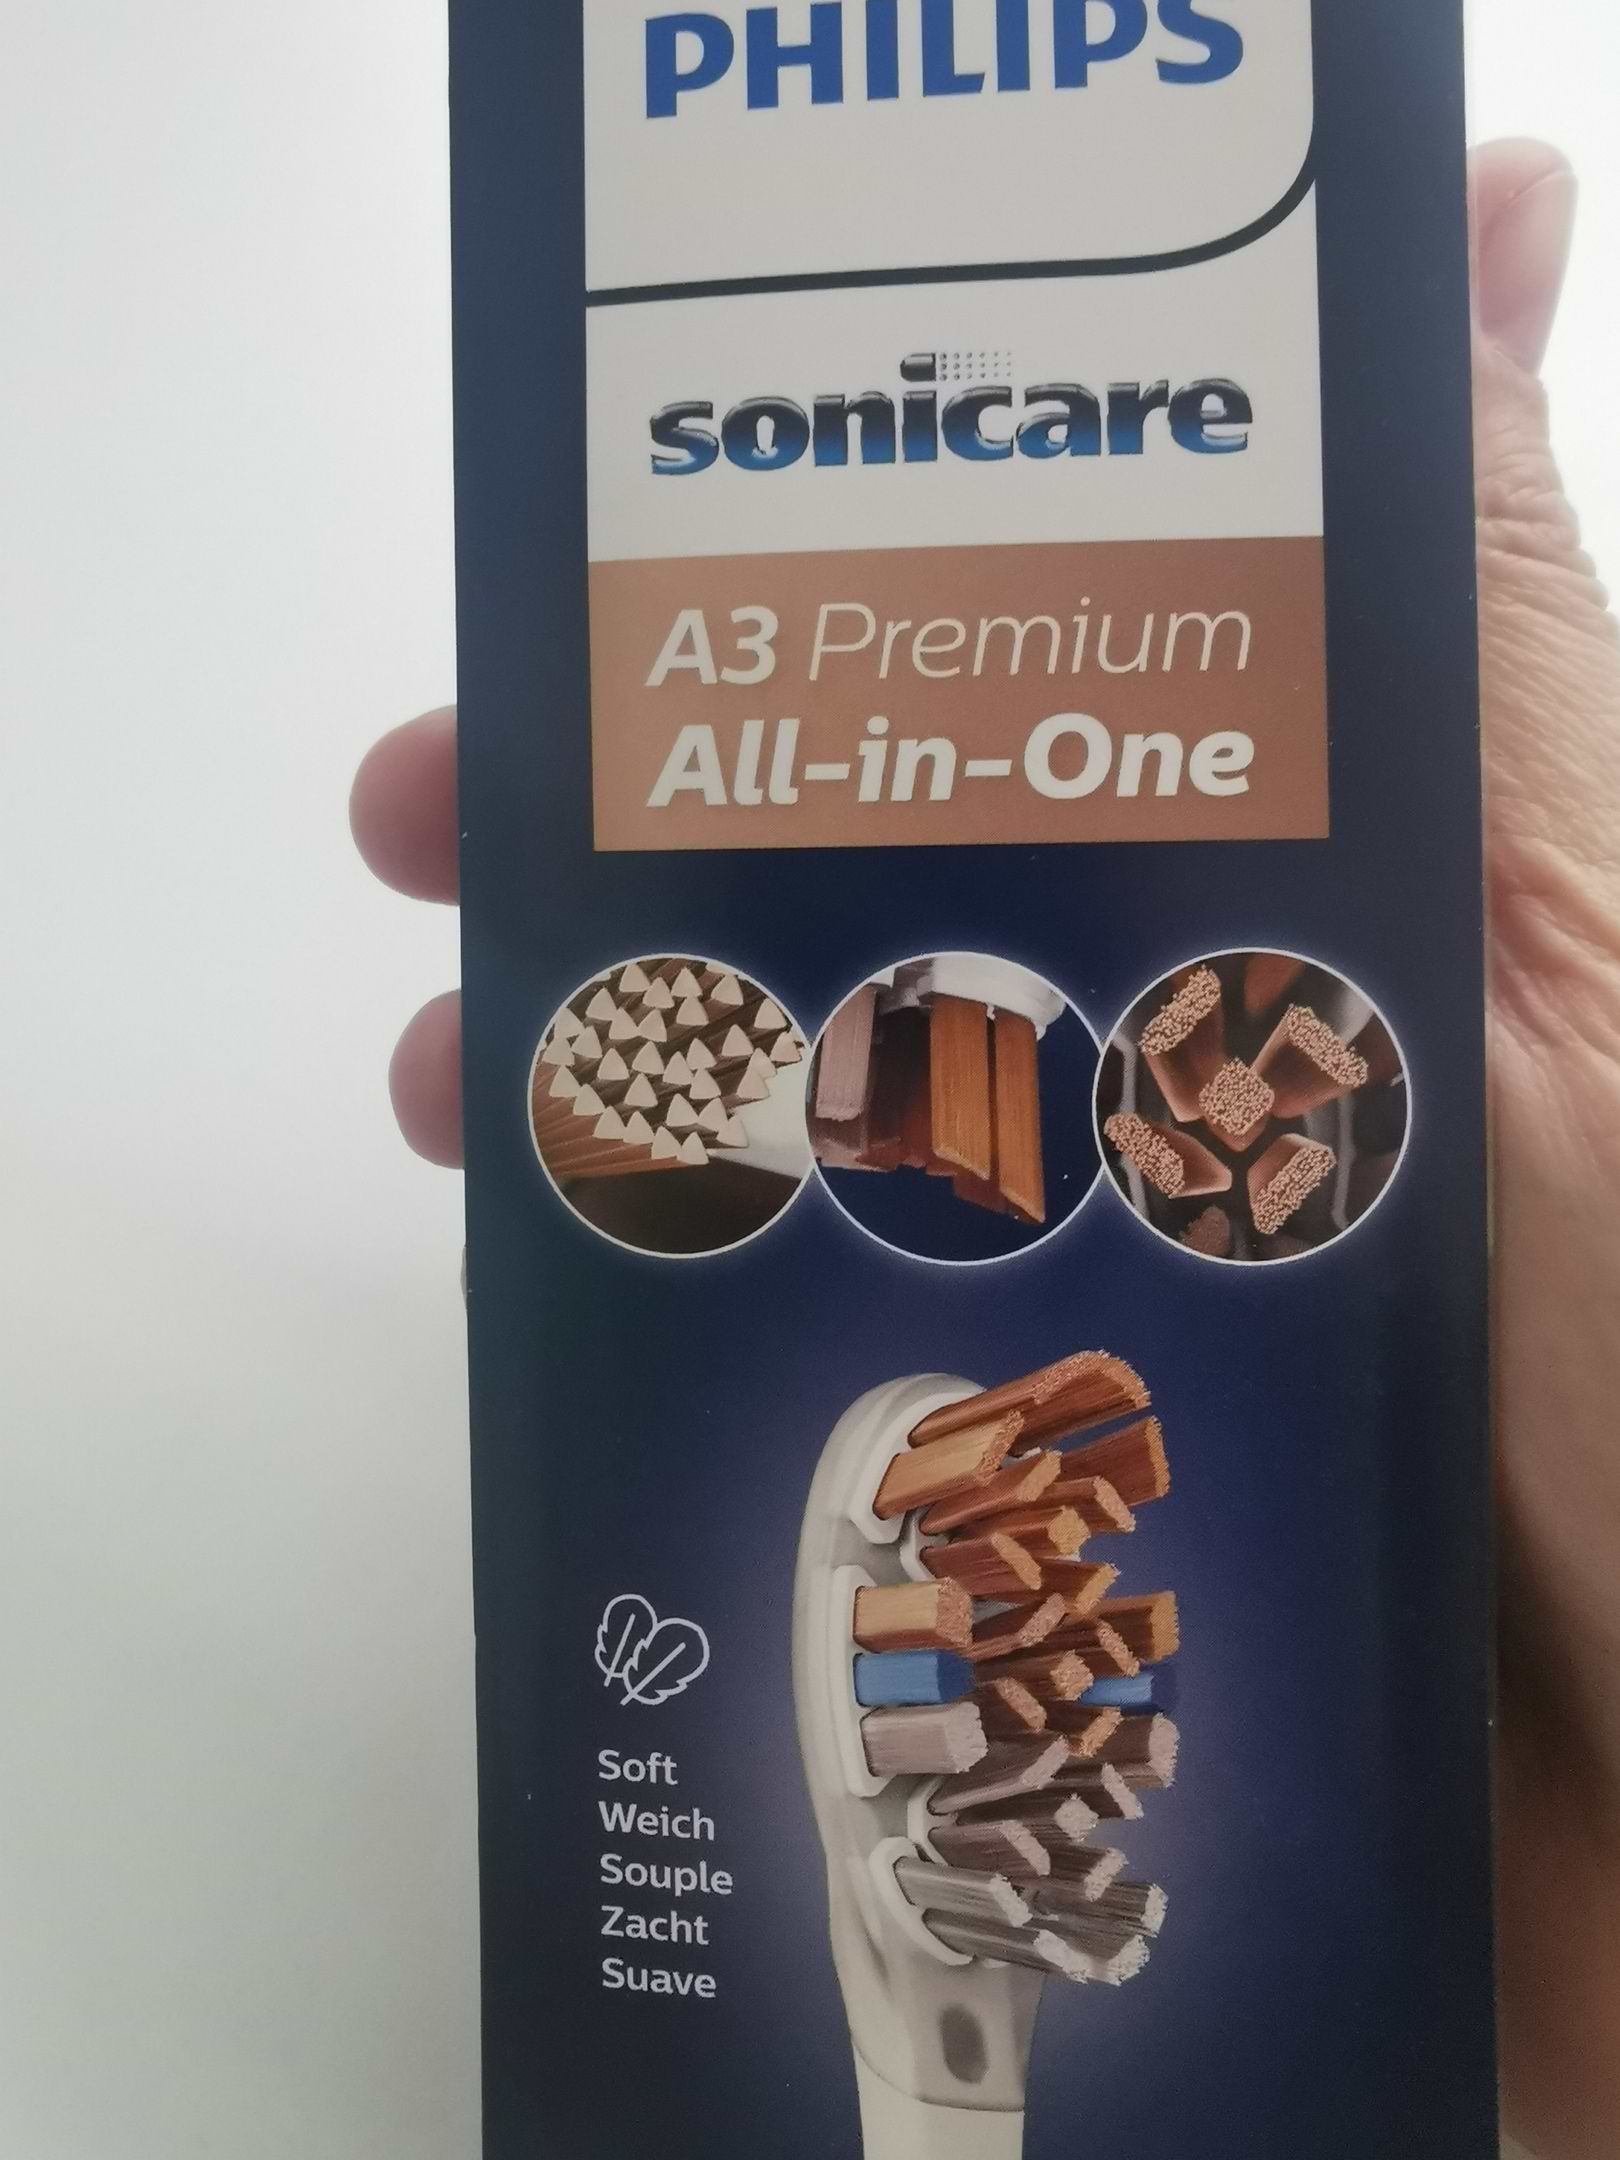 PHILIPS
sonicare
A3 Premium
All-in-One
Soft
Weich
Souple
Zacht
Suave